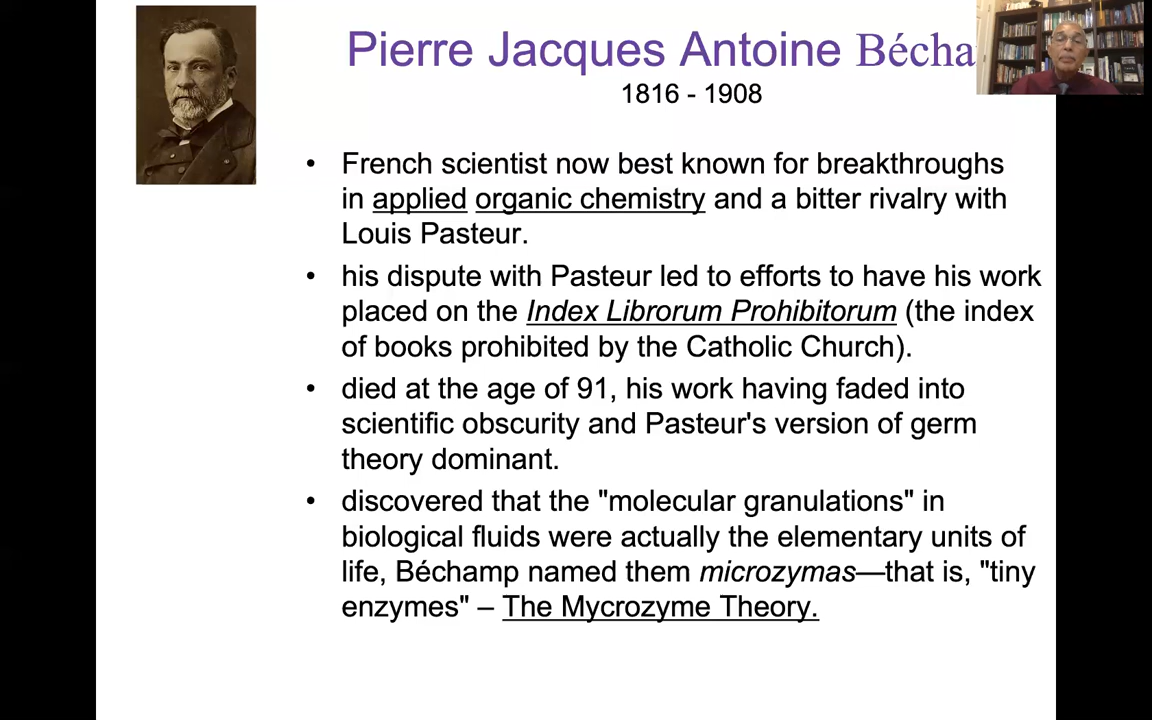 Pierre Jacques Antoine Bécha
1816 - 1908
• French scientist now best known for breakthroughs
in applied organic chemistry and a bitter rivalry with
Louis Pasteur.
• his dispute with Pasteur led to efforts to have his work
placed on the Index Librorum Prohibitorum (the index
of books prohibited by the Catholic Church).
• died at the age of 91, his work having faded into
scientific obscurity and Pasteur's version of germ
theory dominant.
• discovered that the "molecular granulations" in
biological fluids were actually the elementary units of
life, Béchamp named them microzymas—that is, "tiny
enzymes" – The Mycrozyme Theory.